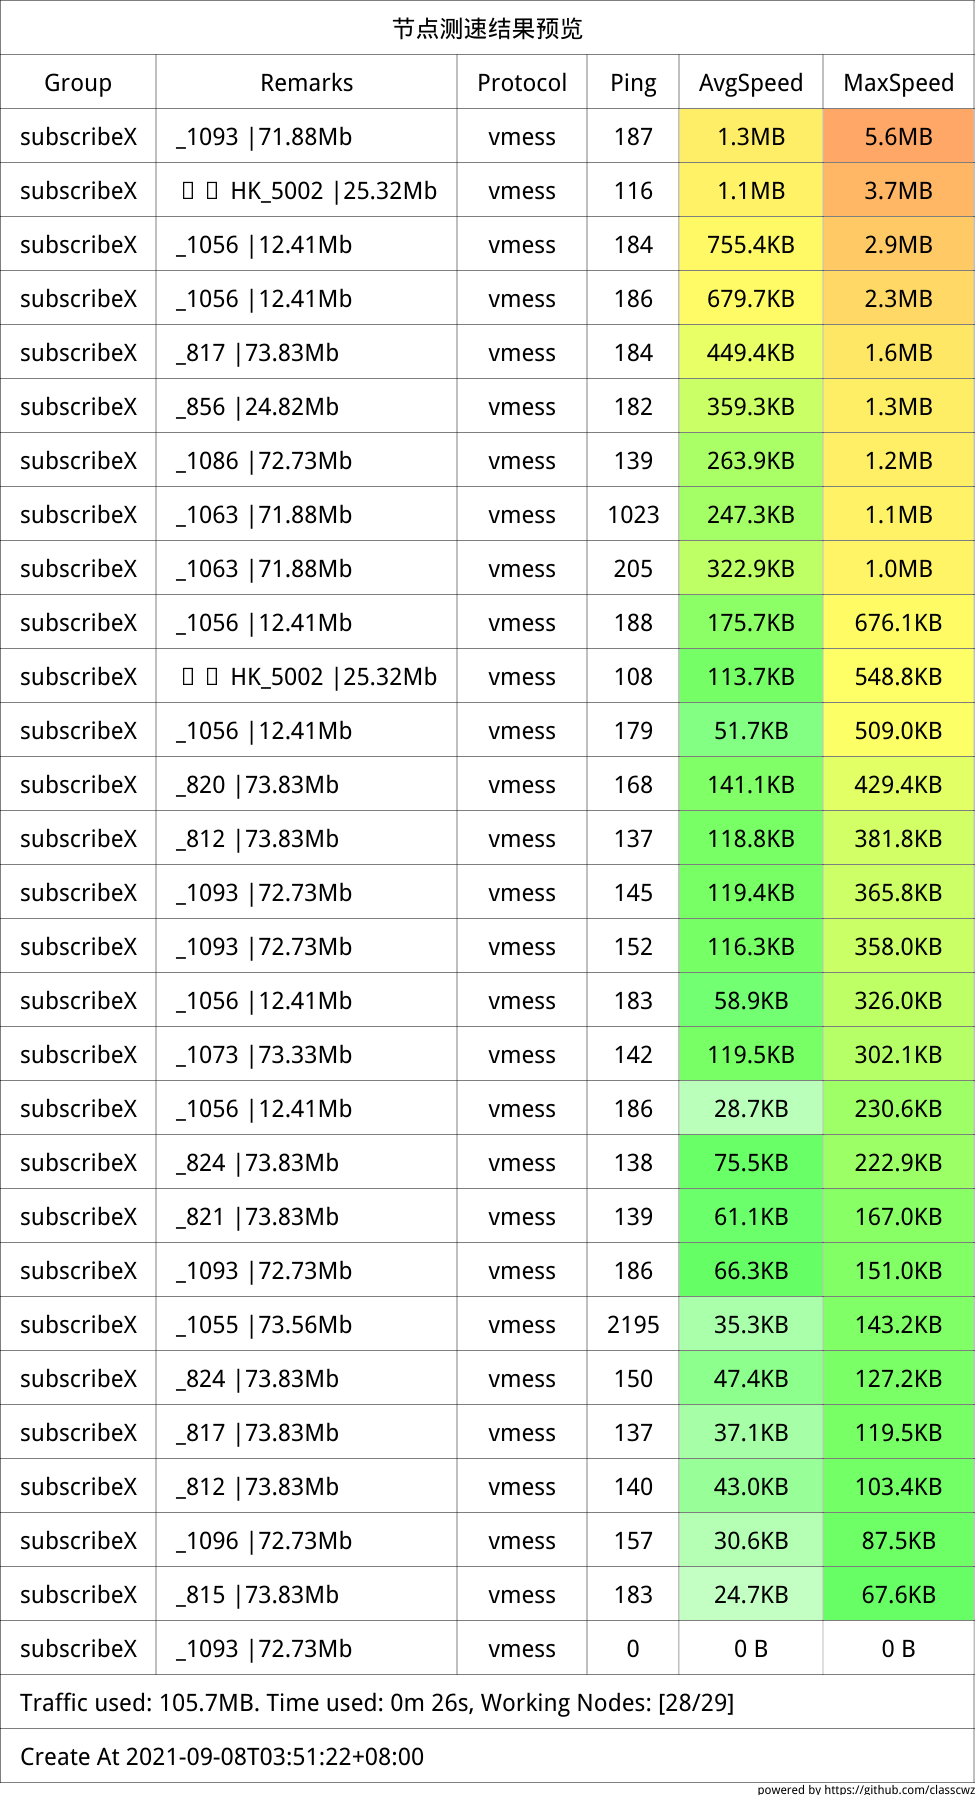 节点测速结果预览
Group Remarks Protocol Ping AvgSpeed MaxSpeed
subscribeX _1093 |71.88Mb vmess 187 1.3MB 5.6MB
subscribeX HK_5002 |25.32Mb vmess 116 1.1MB 3.7MB
subscribeX _1056 |12.41Mb vmess 184 755.4KB 2.9MB
subscribeX _1056 |12.41Mb vmess 186 679.7KB 2.3MB
subscribeX _817 |73.83Mb vmess 184 449.4KB 1.6MB
subscribeX _856 |24.82Mb vmess 182 359.3KB 1.3MB
subscribeX _1086 |72.73Mb vmess 139 263.9KB 1.2MB
subscribeX _1063 |71.88Mb vmess 1023 247.3KB 1.1MB
subscribeX _1063 |71.88Mb vmess 205 322.9KB 1.0MB
subscribeX _1056 |12.41Mb vmess 188 175.7KB 676.1KB
subscribeX HK_5002 |25.32Mb vmess 108 113.7KB 548.8KB
subscribeX _1056 |12.41Mb vmess 179 51.7KB 509.0KB
subscribeX _820 |73.83Mb vmess 168 141.1KB 429.4KB
subscribeX _812 |73.83Mb vmess 137 118.8KB 381.8KB
subscribeX _1093 |72.73Mb vmess 145 119.4KB 365.8KB
subscribeX _1093 |72.73Mb vmess 152 116.3KB 358.0KB
subscribeX _1056 |12.41Mb vmess 183 58.9KB 326.0KB
subscribeX _1073 |73.33Mb vmess 142 119.5KB 302.1KB
subscribeX _1056 |12.41Mb vmess 186 28.7KB 230.6KB
subscribeX _824 |73.83Mb vmess 138 75.5KB 222.9KB
subscribeX _821 |73.83Mb vmess 139 61.1KB 167.0KB
subscribeX _1093 |72.73Mb vmess 186 66.3KB 151.0KB
subscribeX _1055 |73.56Mb vmess 2195 35.3KB 143.2KB
subscribeX _824 |73.83Mb vmess 150 47.4KB 127.2KB
subscribeX _817 |73.83Mb vmess 137 37.1KB 119.5KB
subscribeX _812 |73.83Mb vmess 140 43.0KB 103.4KB
subscribeX _1096 |72.73Mb vmess 157 30.6KB 87.5KB
subscribeX _815 |73.83Mb vmess 183 24.7KB 67.6KB
subscribeX _1093 |72.73Mb vmess 0 0 B 0 B
Traffic used: 105.7MB. Time used: 0m 26s, Working Nodes: [28/29]
Create At 2021-09-08T03:51:22+08:00
powered by https://github.com/classcwz